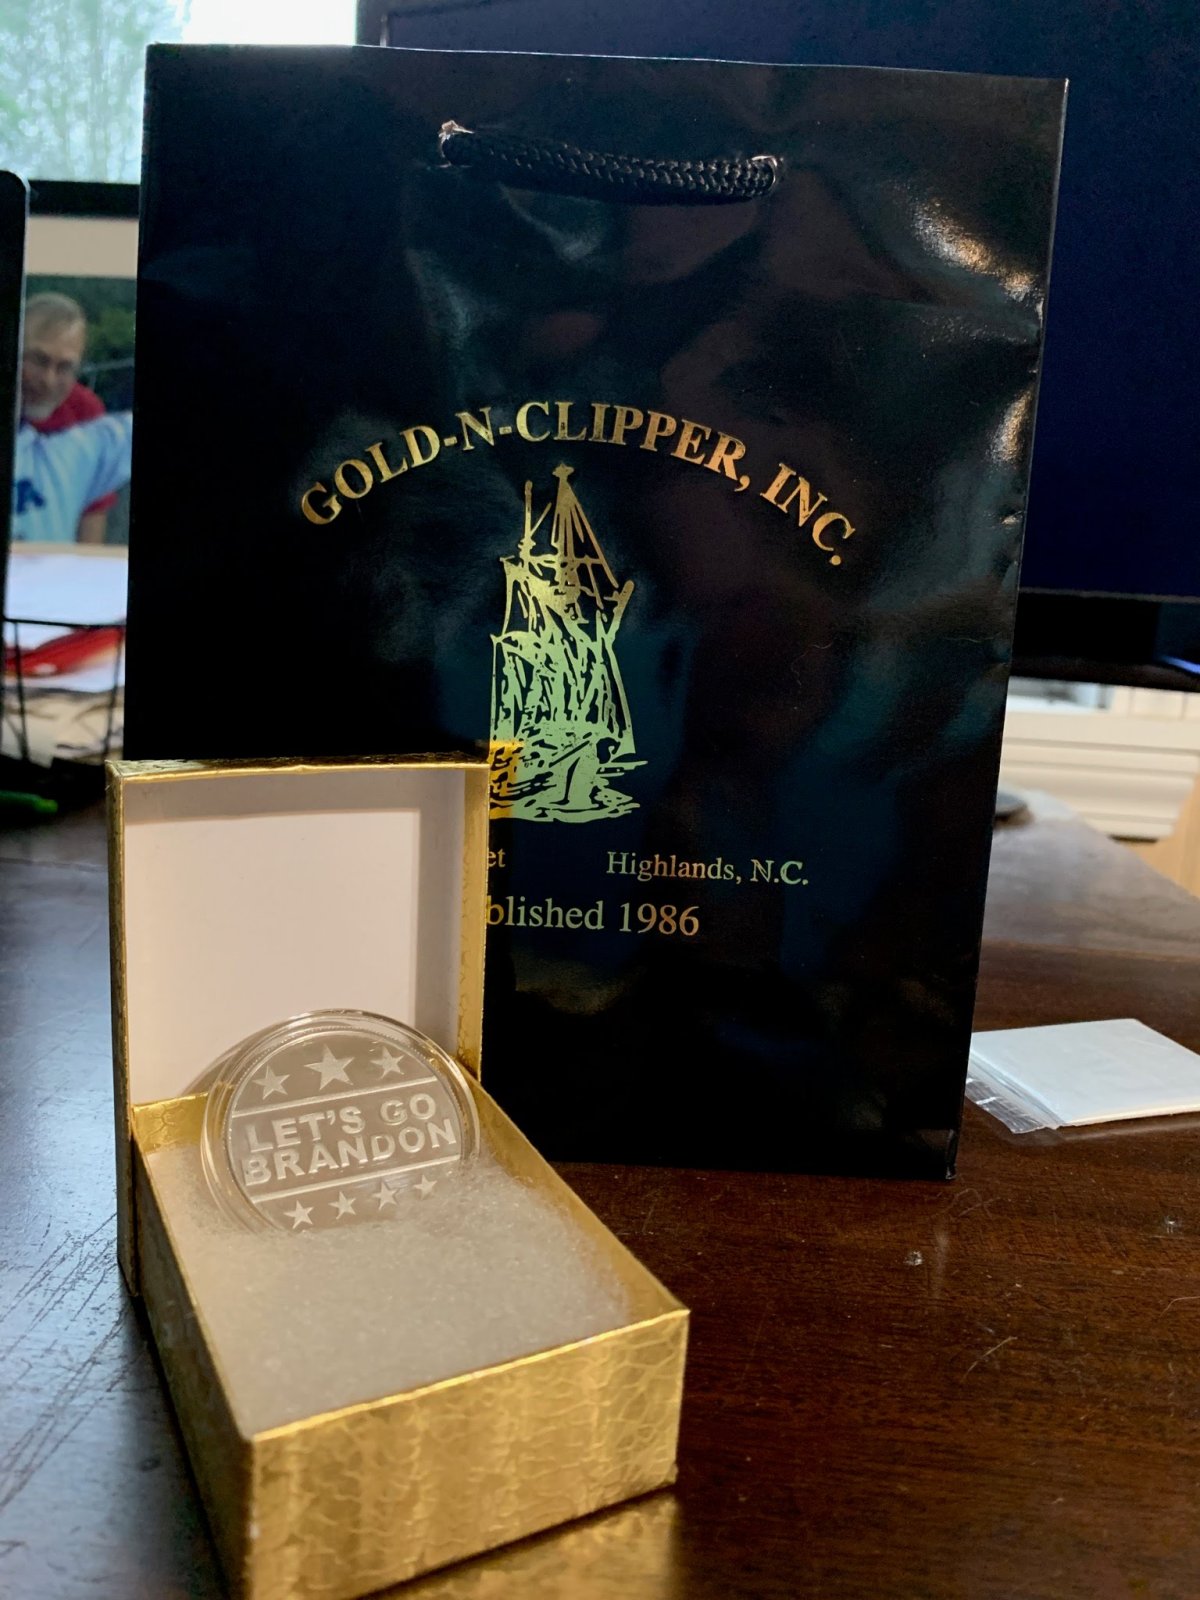 GOLD-N-CLIPPER, INC.
Highlands, N.C.
1986
LET'S GO
BRANDON